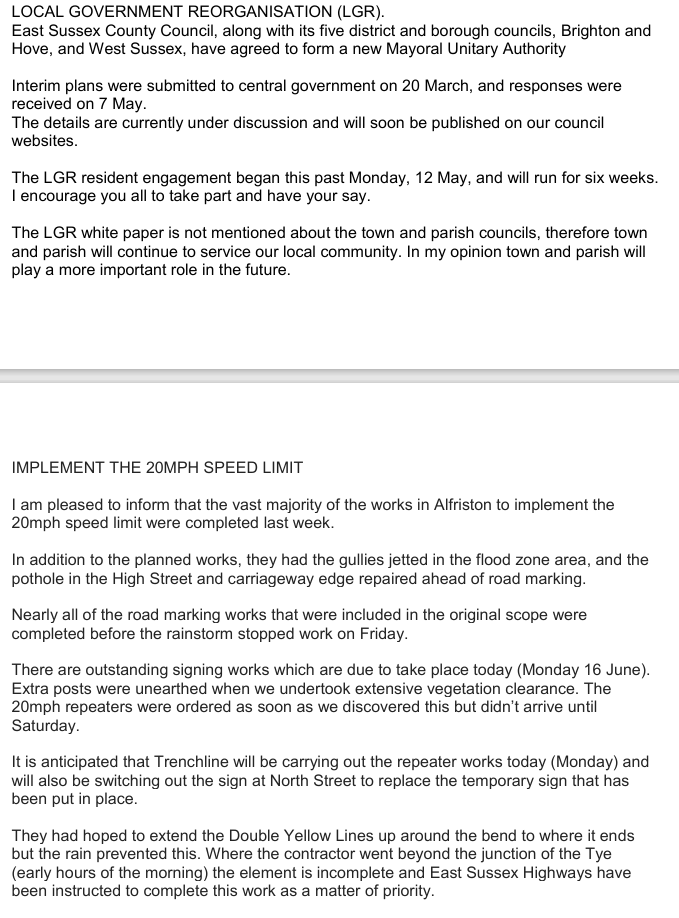 LOCAL GOVERNMENT REORGANISATION (LGR).
East Sussex County Council, along with its five district and borough councils, Brighton and
Hove, and West Sussex, have agreed to form a new Mayoral Unitary Authority
Interim plans were submitted to central government on 20 March, and responses were
received on 7 May.
The details are currently under discussion and will soon be published on our council
websites.
The LGR resident engagement began this past Monday, 12 May, and will run for six weeks.
I encourage you all to take part and have your say.
The LGR white paper is not mentioned about the town and parish councils, therefore town
and parish will continue to service our local community. In my opinion town and parish will
play a more important role in the future.
IMPLEMENT THE 20MPH SPEED LIMIT
I am pleased to inform that the vast majority of the works in Alfriston to implement the
20mph speed limit were completed last week.
In addition to the planned works, they had the gullies jetted in the flood zone area, and the
pothole in the High Street and carriageway edge repaired ahead of road marking.
Nearly all of the road marking works that were included in the original scope were
completed before the rainstorm stopped work on Friday.
There are outstanding signing works which are due to take place today (Monday 16 June).
Extra posts were unearthed when we undertook extensive vegetation clearance. The
20mph repeaters were ordered as soon as we discovered this but didn't arrive until
Saturday.
It is anticipated that Trenchline will be carrying out the repeater works today (Monday) and
will also be switching out the sign at North Street to replace the temporary sign that has
been put in place.
They had hoped to extend the Double Yellow Lines up around the bend to where it ends
but the rain prevented this. Where the contractor went beyond the junction of the Tye
(early hours of the morning) the element is incomplete and East Sussex Highways have
been instructed to complete this work as a matter of priority.